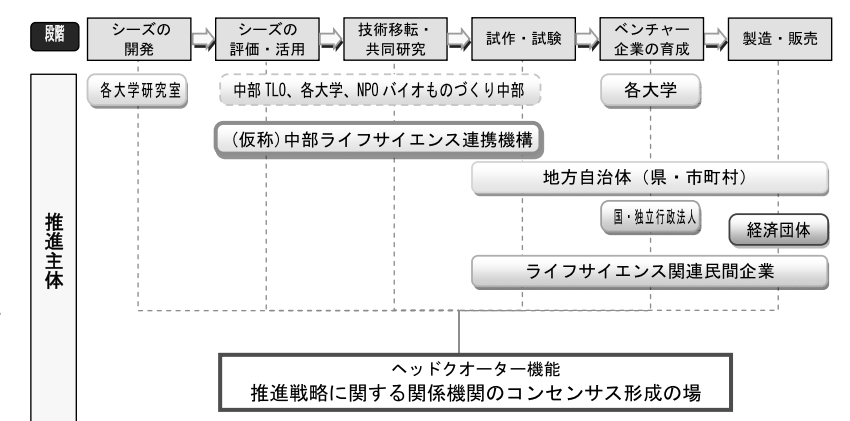 段階
シーズの
開発
シーズの
評価・活用
技術移転・
共同研究
試作・試験
ベンチャー
企業の育成
製造・販売
推進主体
各大学研究室
中部TLO、各大学、NPOバイオものづくり中部
各大学
(仮称)中部ライフサイエンス連携機構
地方自治体（県・市町村）
国・独立行政法人
経済団体
ライフサイエンス関連民間企業
ヘッドクオーター機能
推進戦略に関する関係機関のコンセンサス形成の場